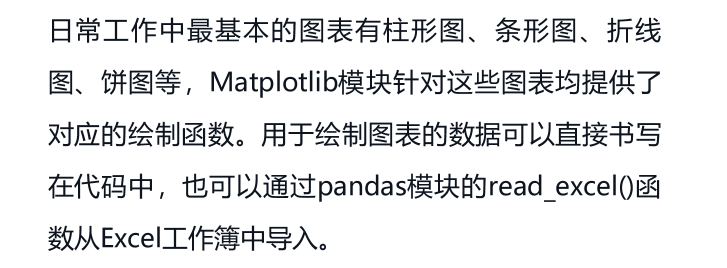 日常工作中最基本的图表有柱形图、条形图、折线
图、饼图等，Matplotlib模块针对这些图表均提供了
对应的绘制函数。用于绘制图表的数据可以直接书写
在代码中，也可以通过pandas模块的read_excel()函
数从Excel工作簿中导入。